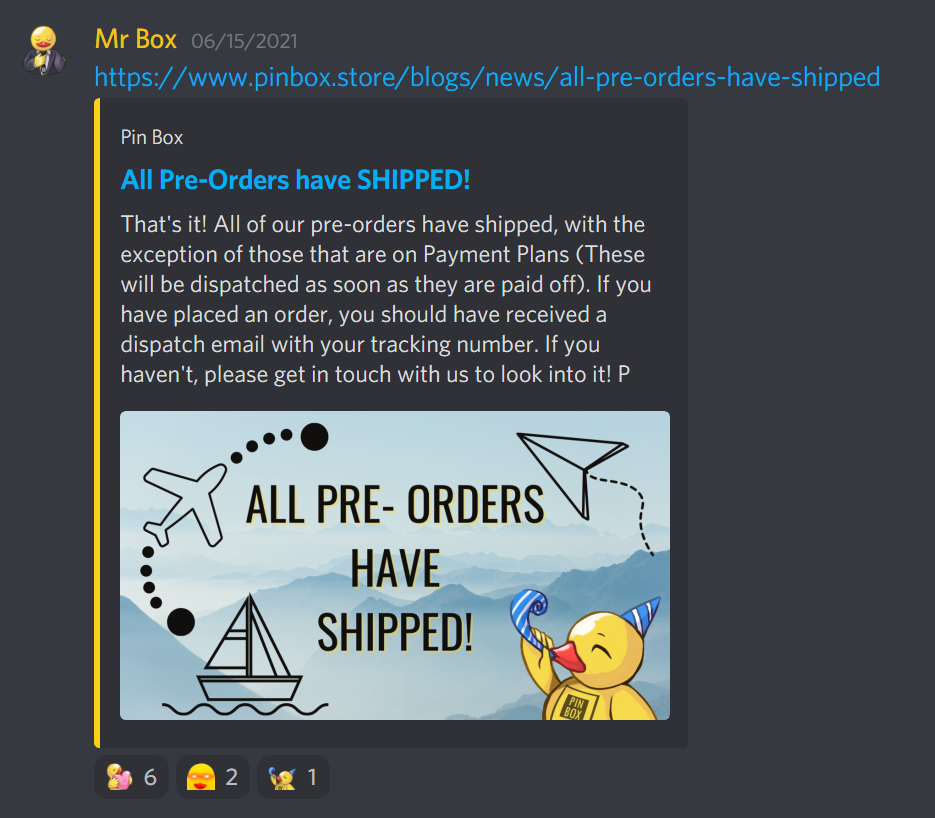 Mr Box 06/15/2021
https://www.pinbox.store/blogs/news/all-pre-orders-have-shipped
Pin Box
All Pre-Orders have SHIPPED!
That's it! All of our pre-orders have shipped, with the
exception of those that are on Payment Plans (These
will be dispatched as soon as they are paid off). If you
have placed an order, you should have received a
dispatch email with your tracking number. If you
haven't, please get in touch with us to look into it! P
ALL PRE- ORDERS
HAVE
SHIPPED!
PIN
BOX
6 2 1